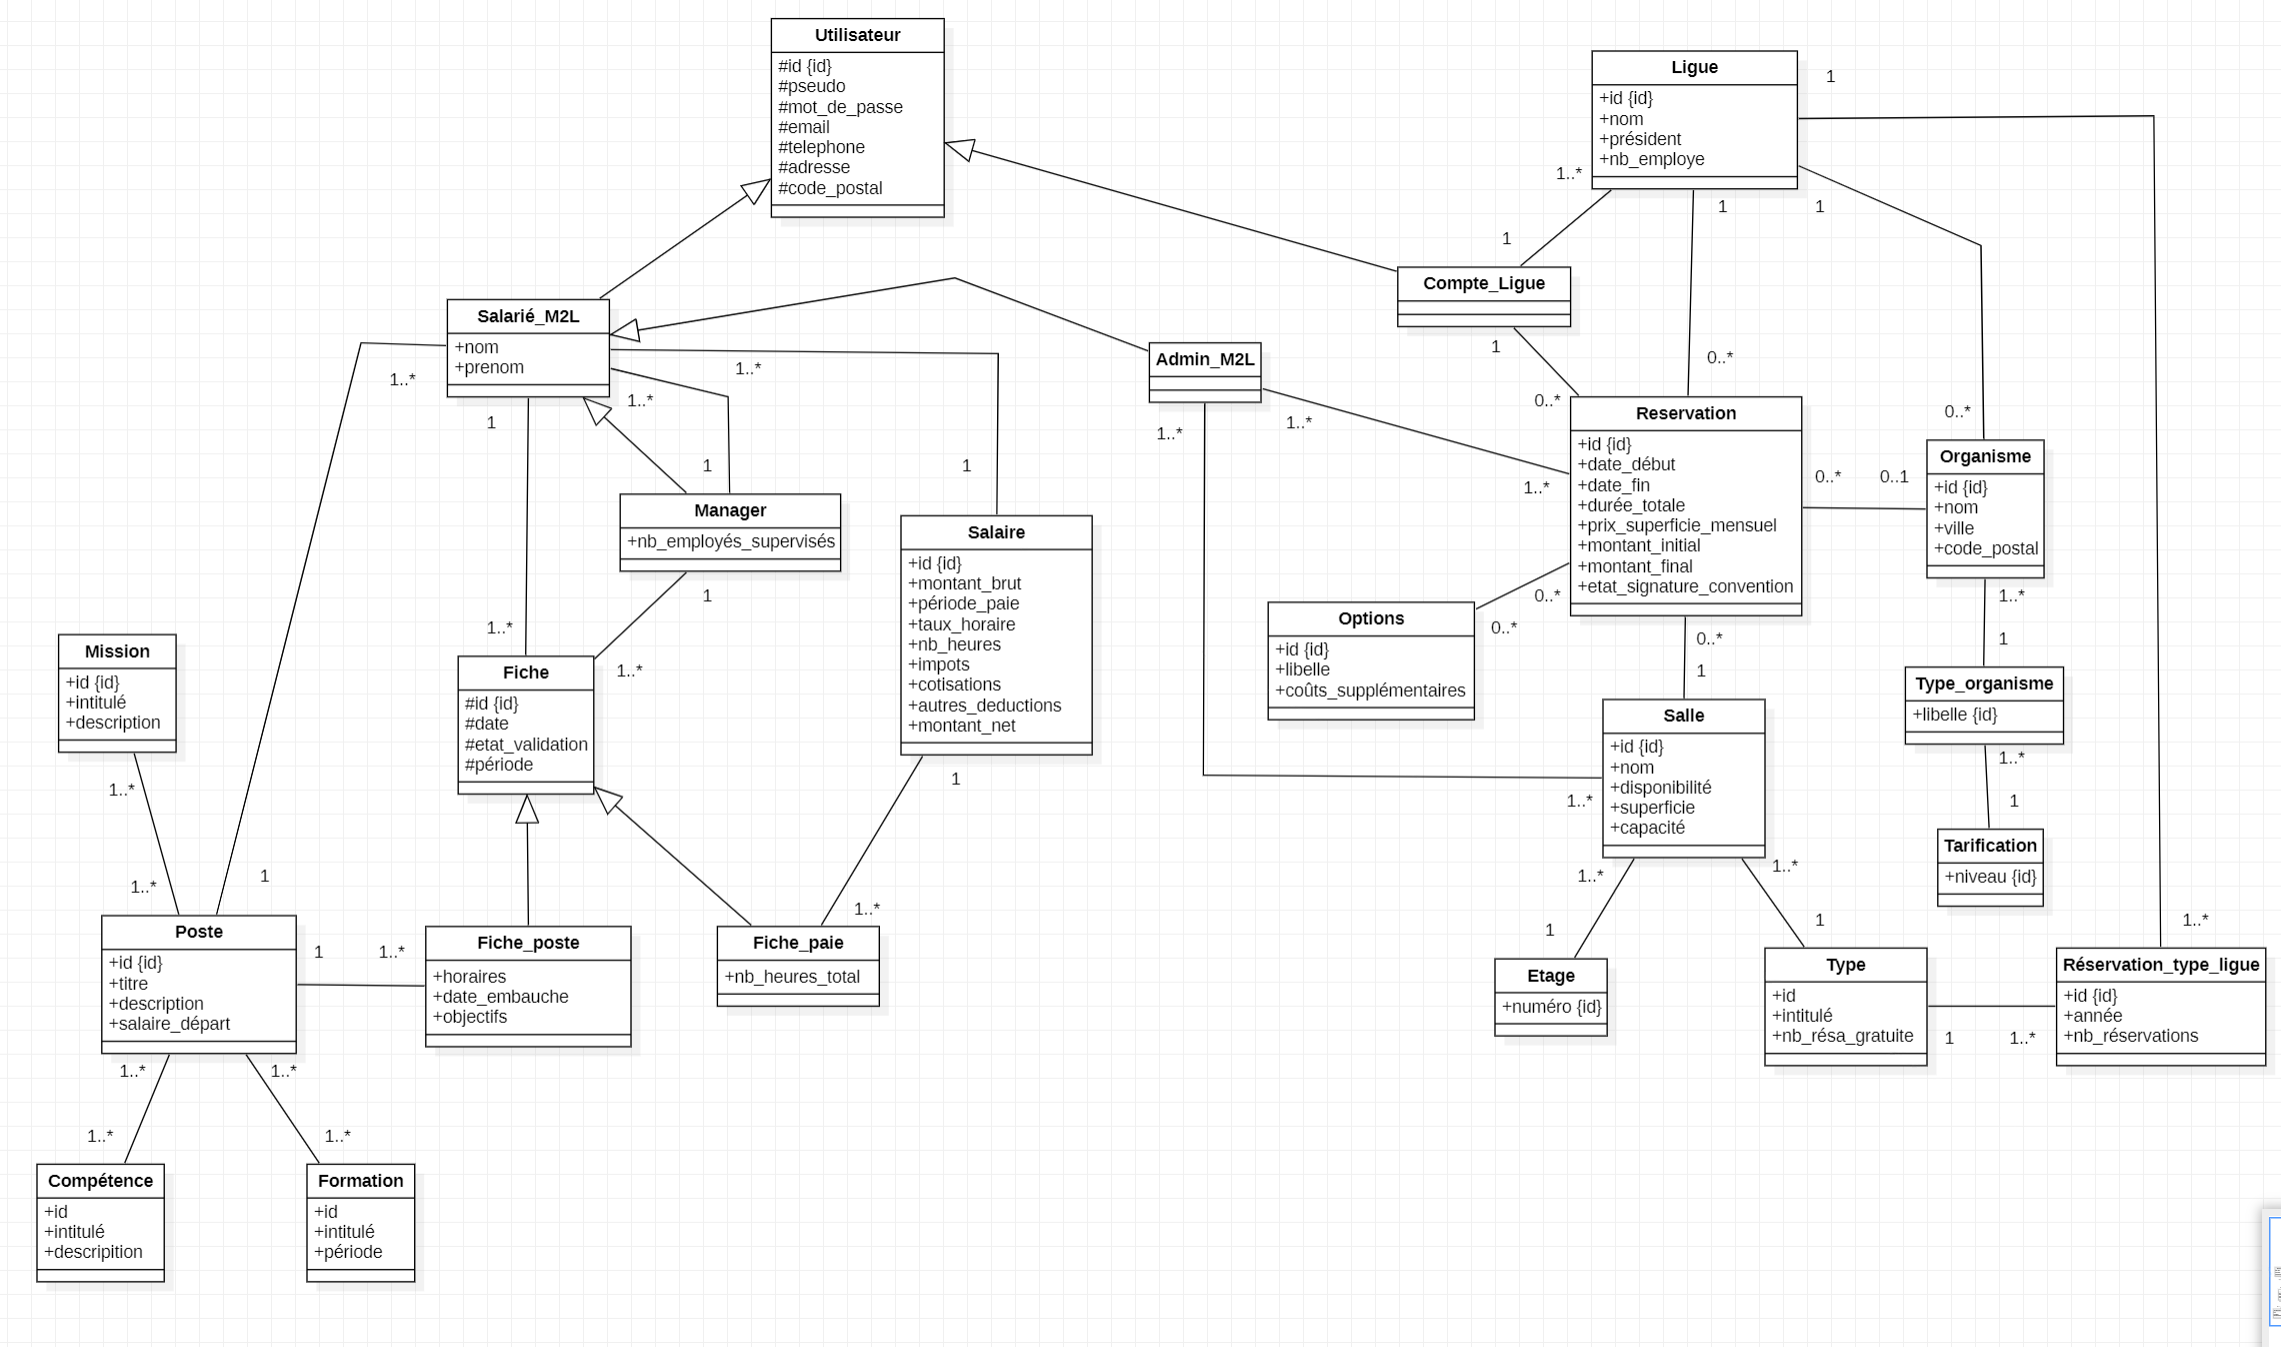 Utilisateur
#id {id}
#pseudo
#mot_de_passe
#email
#telephone
#adresse
#code_postal
Ligue
+id {id}
+nom
+président
+nb_employe
1
1..*
1
1
1
Compte_Ligue
1
0..*
0..*
0..*
Salarié_M2L
+nom
+prenom
1..*
1
1..*
1..*
Admin_M2L
1..*
1..*
1..*
Reservation
+id {id}
+date_début
+date_fin
+durée_totale
+prix_superficie_mensuel
+montant_initial
+montant_final
+etat_signature_convention
0..*
0..1
Organisme
+id {id}
+nom
+ville
+code_postal
1..*
1
1
1
Manager
+nb_employés_supervisés
1
1..*
1..*
Salaire
+id {id}
+montant_brut
+période_paie
+taux_horaire
+nb_heures
+impots
+cotisations
+autres_deductions
+montant_net
1
Options
+id {id}
+libelle
+coûts_supplémentaires
0..*
0..*
0..*
1
Type_organisme
+libelle {id}
1..*
1
Mission
+id {id}
+intitulé
+description
1..*
1..*
1
Fiche
#id {id}
#date
#etat_validation
#période
Salle
+id {id}
+nom
+disponibilité
+superficie
+capacité
1..*
1..*
1..*
1
1
Tarification
+niveau {id}
1..*
1..*
Poste
+id {id}
+titre
+description
+salaire_départ
1
1..*
Fiche_poste
+horaires
+date_embauche
+objectifs
Fiche_paie
+nb_heures_total
Etage
+numéro {id}
Type
+id
+intitulé
+nb_résa_gratuite
1
1..*
Réservation_type_ligue
+id {id}
+année
+nb_réservations
1..*
1..*
1..*
1..*
Compétence
+id
+intitulé
+descripition
Formation
+id
+intitulé
+période